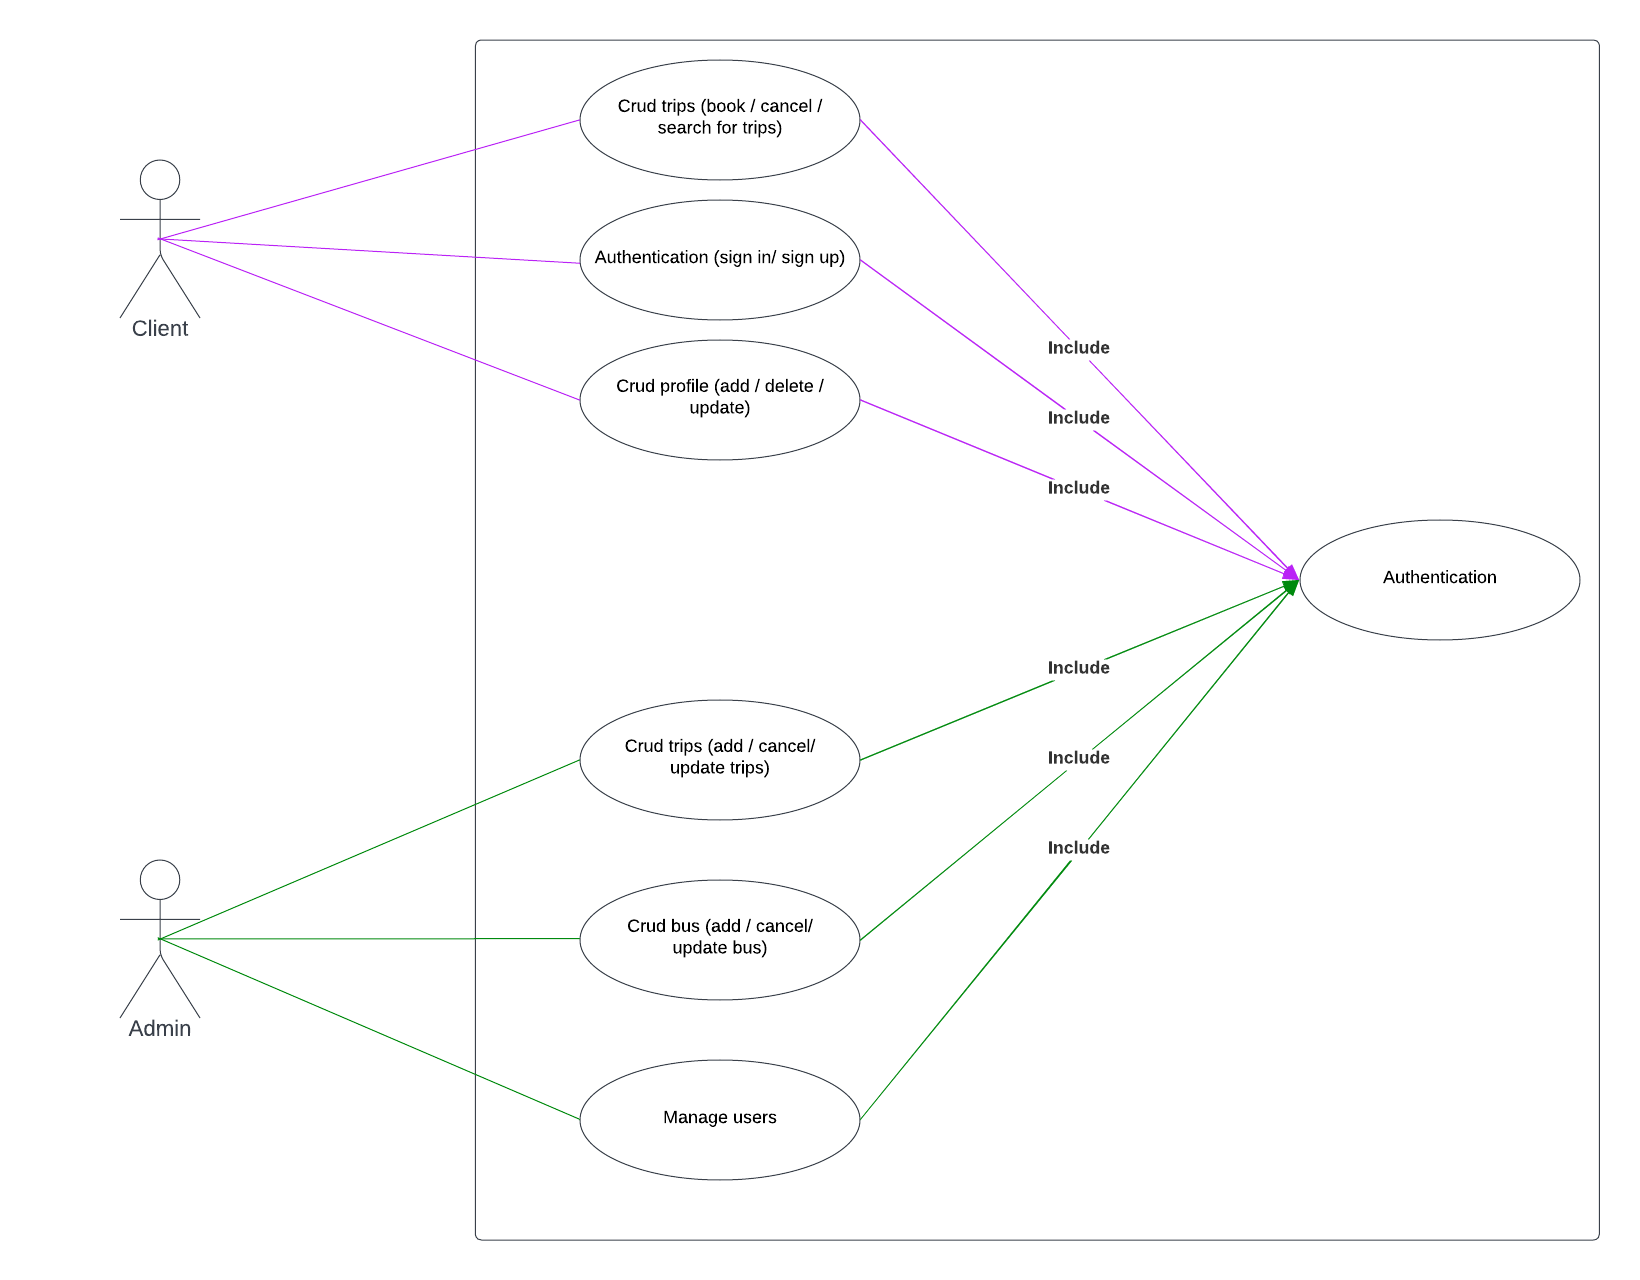 Crud trips (book / cancel /
search for trips)
Client
Authentication (sign in/ sign up)
Crud profile (add / delete /
update)
Include
Include
Include
Authentication
Include
Include
Include
Crud trips (add / cancel/
update trips)
Admin
Crud bus (add / cancel/
update bus)
Manage users